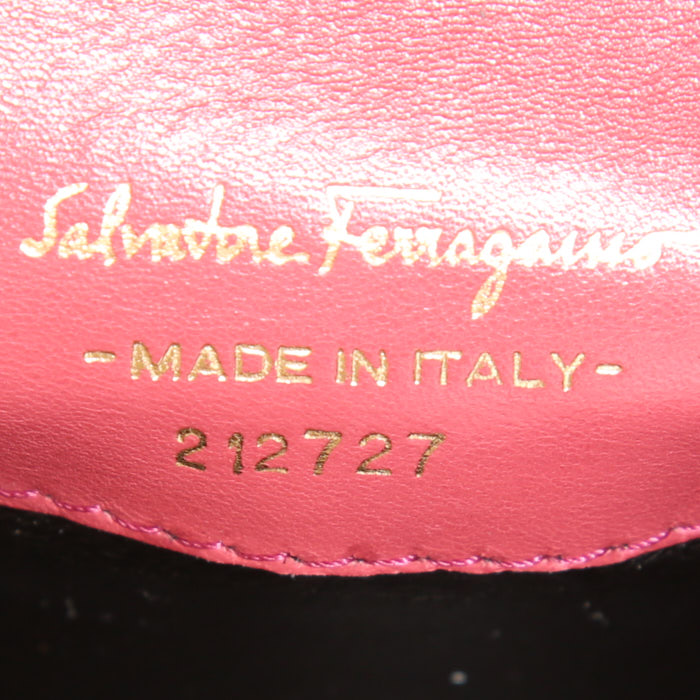 Salvatore Ferragamo
- MADE IN ITALY -
212727